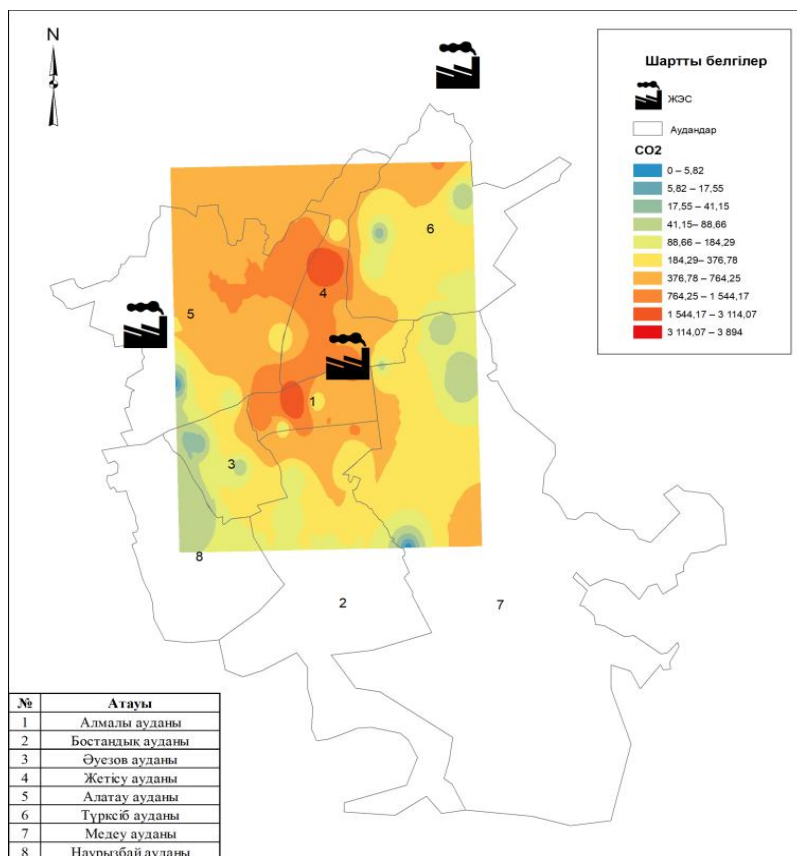 N
Шартты белгілер
ЖЭС
Аудандар
CO2
0 – 5,82
5,82 – 17,55
17,55 – 41,15
41,15– 88,66
88,66 – 184,29
184,29– 376,78
376,78 – 764,25
764,25 – 1 544,17
1 544,17 – 3 114,07
3 114,07 – 3 894
6
4
5
1
3
8
2
7
№ Атауы
1 Алмалы ауданы
2 Бостандық ауданы
3 Әуезов ауданы
4 Жетісу ауданы
5 Алатау ауданы
6 Түрксіб ауданы
7 Медеу ауданы
8 Наурызбай ауданы